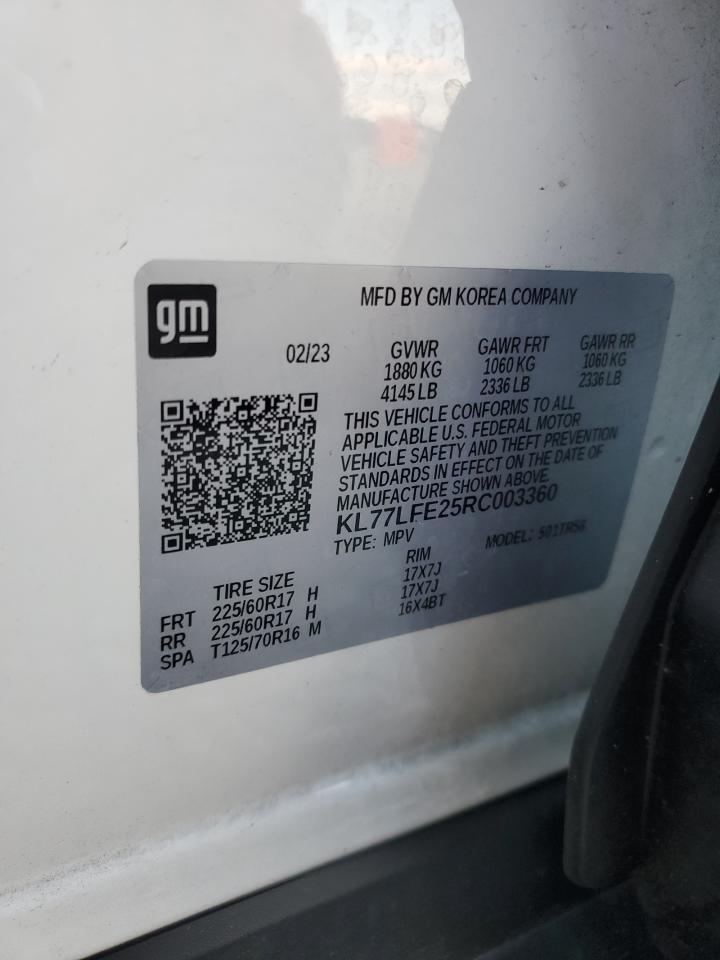 gm
MFD BY GM KOREA COMPANY
02/23 GVWR GAWR FRT GAWR RR
1880 KG 1060 KG 1060 KG
4145 LB 2336 LB 2336 LB
THIS VEHICLE CONFORMS TO ALL
APPLICABLE U.S. FEDERAL MOTOR
VEHICLE SAFETY AND THEFT PREVENTION
STANDARDS IN EFFECT ON THE DATE OF
MANUFACTURE SHOWN ABOVE.
KL77LFE25RC003360
TYPE: MPV MODEL:
TIRE SIZE RIM
FRT 225/60R17 H 17X7J
RR 225/60R17 H 17X7J
SPA T125/70R16 M 16X4BT